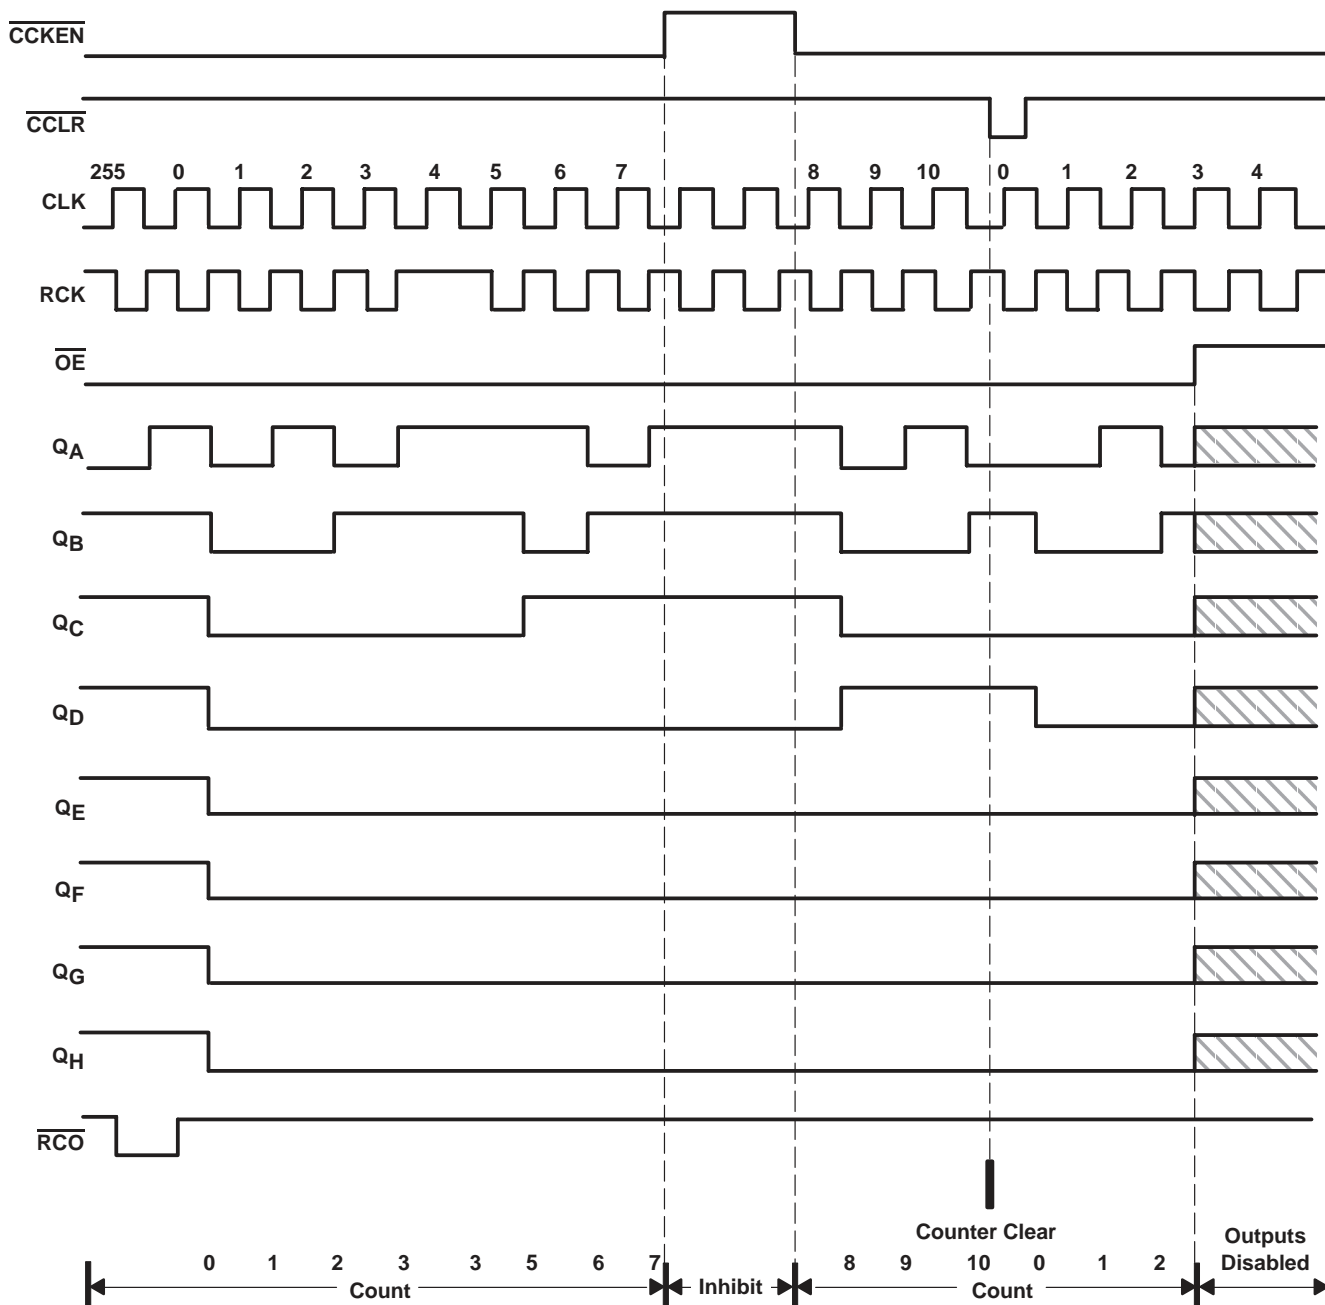 CCKEN
CCLR
255 0 1 2 3 4 5 6 7 8 9 10 0 1 2 3 4
CLK
RCK
OE
QA
QB
QC
QD
QE
QF
QG
QH
RCO
Counter Clear
Outputs
Disabled
0 1 2 3 3 5 6 7 8 9 10 0 1 2
Count Inhibit Count